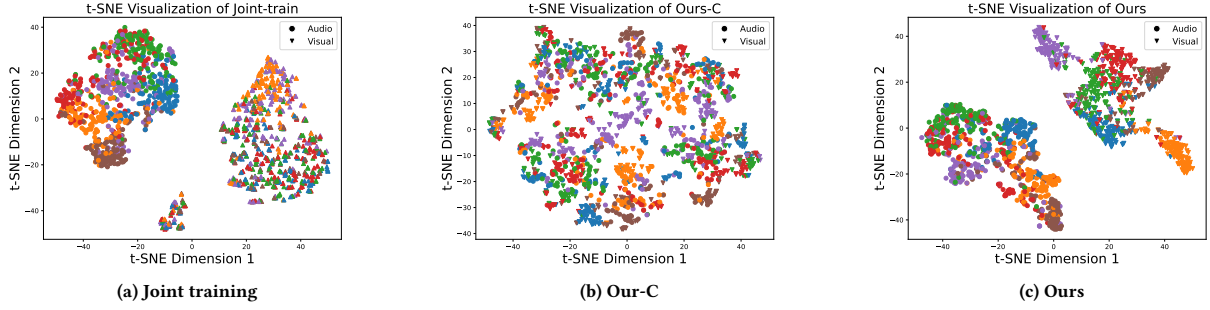 t-SNE Visualization of Joint-train
Audio
Visual
t-SNE Dimension 2
40
20
0
−20
−40
−40
−20
0
20
40
t-SNE Dimension 1
(a) Joint training
t-SNE Visualization of Ours-C
Audio
Visual
t-SNE Dimension 2
40
30
20
10
0
−10
−20
−30
−40
−40
−20
0
20
40
t-SNE Dimension 1
(b) Our-C
t-SNE Visualization of Ours
Audio
Visual
t-SNE Dimension 2
40
20
0
−20
−40
−40
−20
0
20
40
t-SNE Dimension 1
(c) Ours